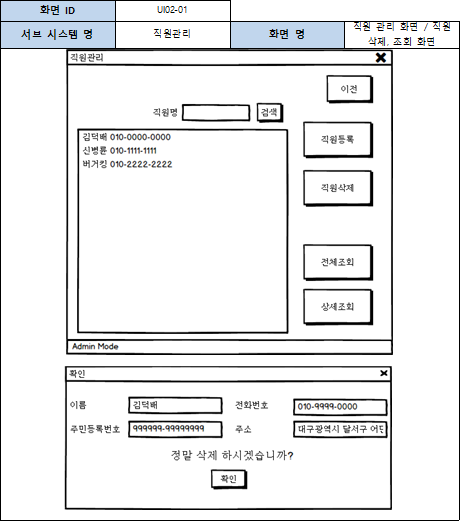 화면 ID UI02-01
서브 시스템 명 직원관리 화면 명 직원 관리 화면 / 직원 삭제, 조회 화면
직원관리
이전
직원명 검색
김덕배 010-0000-0000
신병륜 010-1111-1111
버거킹 010-2222-2222
직원등록
직원삭제
전체조회
상세조회
Admin Mode
확인
이름 김덕배 전화번호 010-9999-0000
주민등록번호 999999-99999999 주소 대구광역시 달서구
정말 삭제 하시겠습니까?
확인